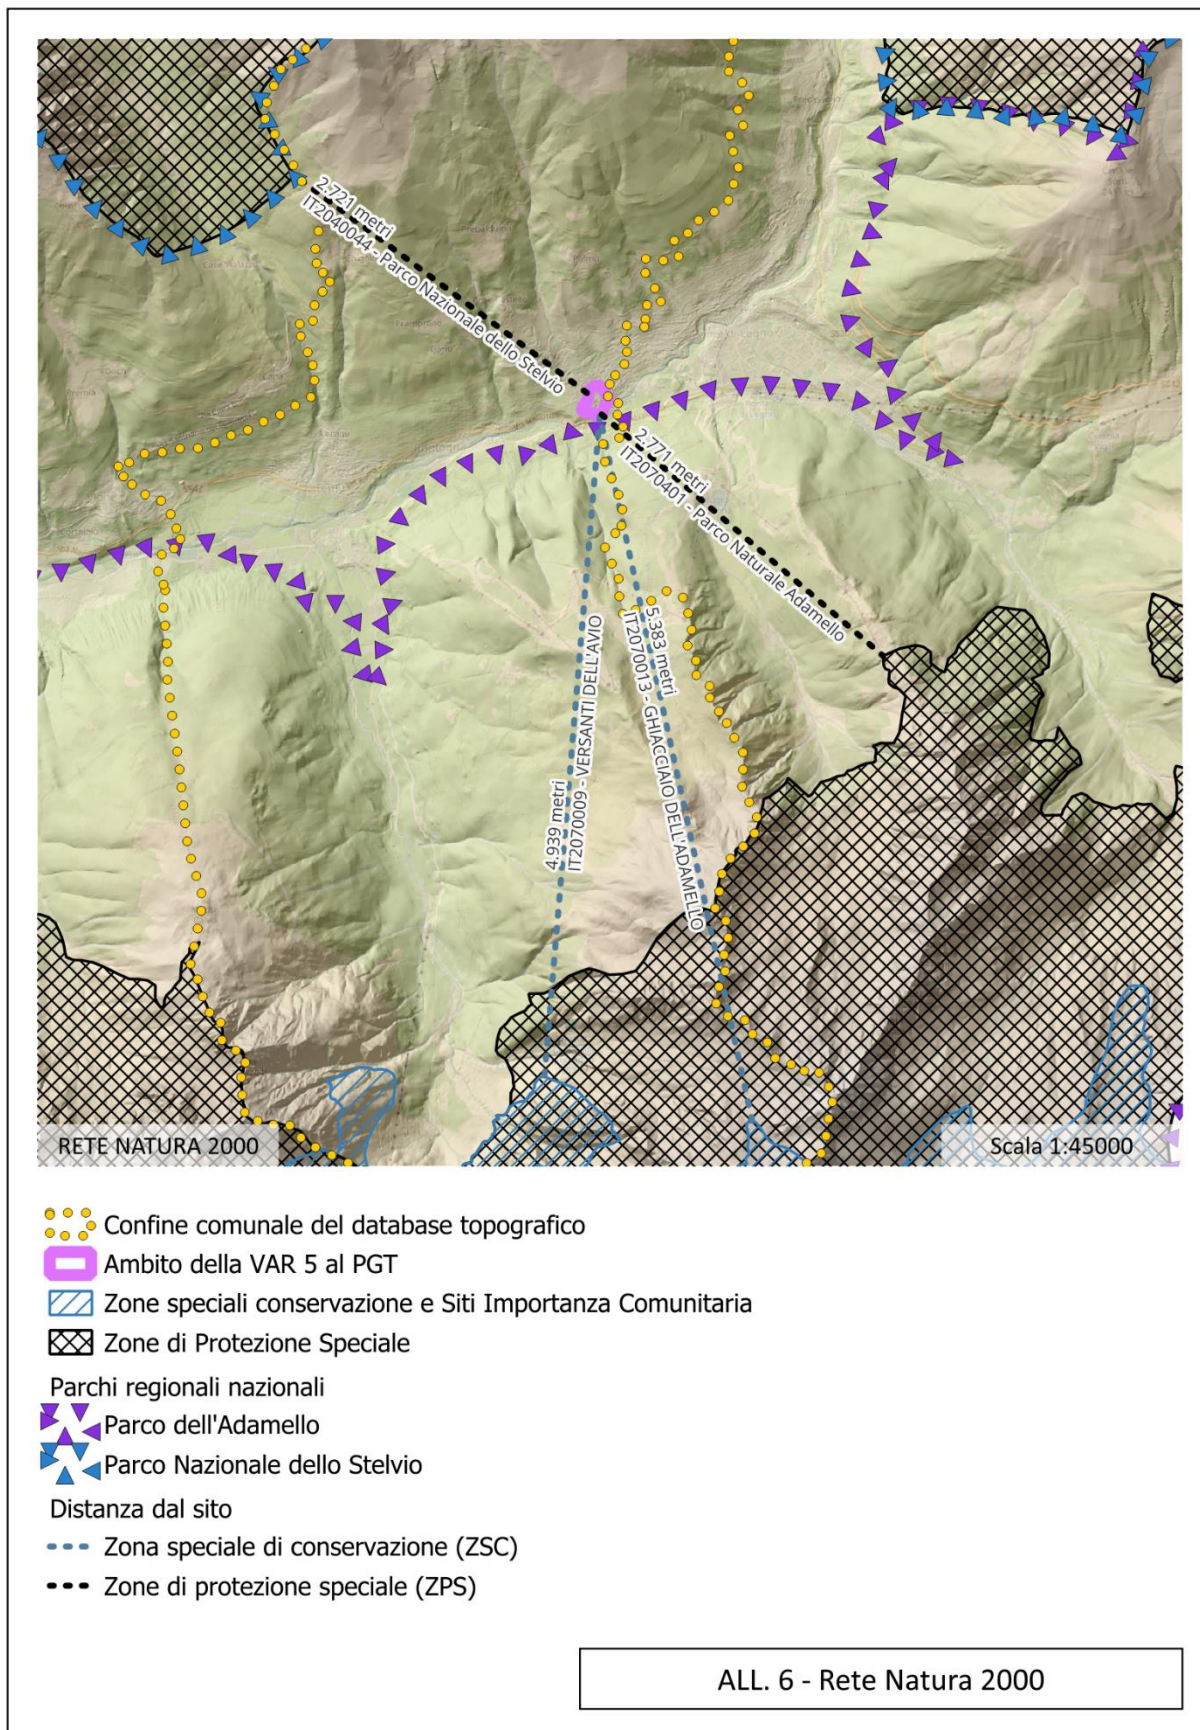 2.721 metri
IT2040044 - Parco Nazionale dello Stelvio
2.771 metri
IT2070401 - Parco Naturale Adamello
4.939 metri
IT2070009 - VERSANTI DELL'AVIO
5.383 metri
IT2070013 - GHIACCIAIO DELL'ADAMELLO
RETE NATURA 2000
Scala 1:45000
Confine comunale del database topografico
Ambito della VAR 5 al PGT
Zone speciali conservazione e Siti Importanza Comunitaria
Zone di Protezione Speciale
Parchi regionali nazionali
Parco dell'Adamello
Parco Nazionale dello Stelvio
Distanza dal sito
Zona speciale di conservazione (ZSC)
Zone di protezione speciale (ZPS)
ALL. 6 - Rete Natura 2000